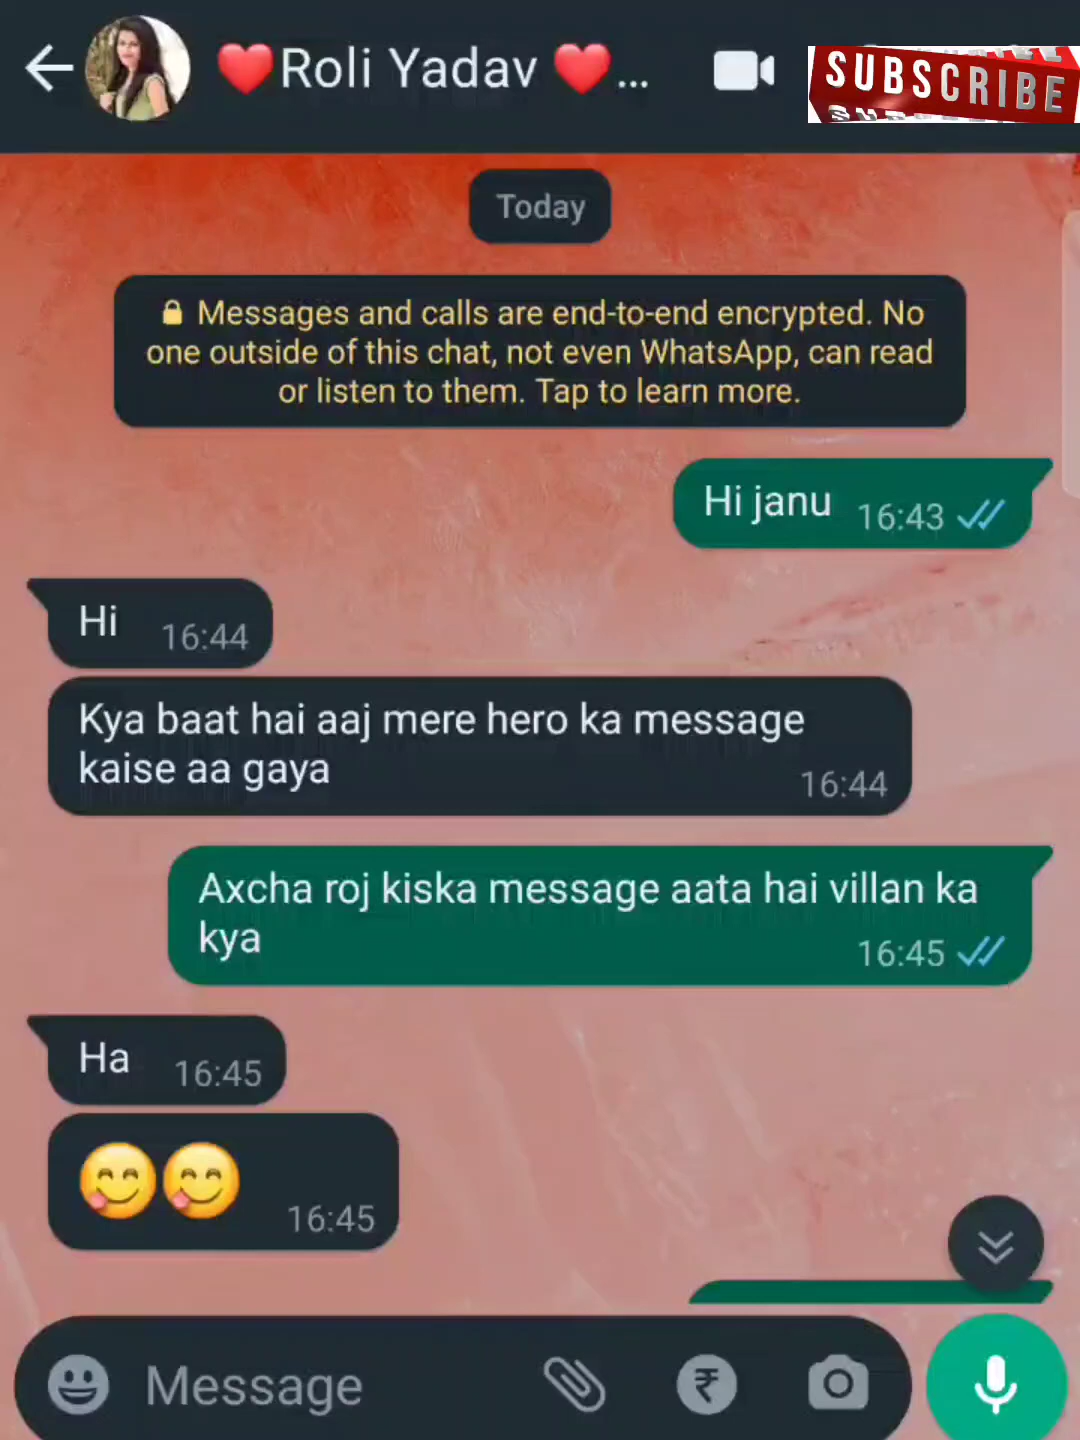 ❤️Roli Yadav ❤️...
SUBSCRIBE
Today
🔒 Messages and calls are end-to-end encrypted. No
one outside of this chat, not even WhatsApp, can read
or listen to them. Tap to learn more.
Hi janu 16:43
Hi 16:44
Kya baat hai aaj mere hero ka message
kaise aa gaya
16:44
Axcha roj kiska message aata hai villan ka
kya
16:45
Ha 16:45
😋😋 16:45
Message